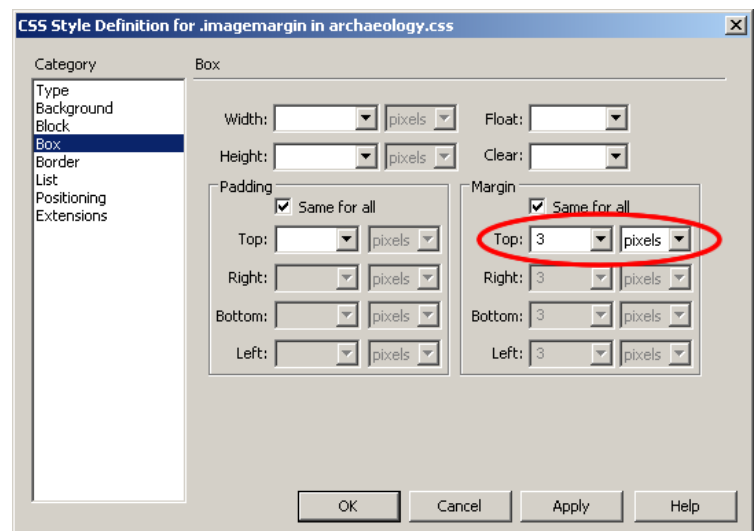 CSS Style Definition for .imagemargin in archaeology.css
Category
Type
Background
Block
Box
Border
List
Positioning
Extensions
Box
Width: pixels Float:
Height: pixels Clear:
Padding
Same for all
Top: pixels
Right: pixels
Bottom: pixels
Left: pixels
Margin
Same for all
Top: 3 pixels
Right: 3 pixels
Bottom: 3 pixels
Left: 3 pixels
OK Cancel Apply Help